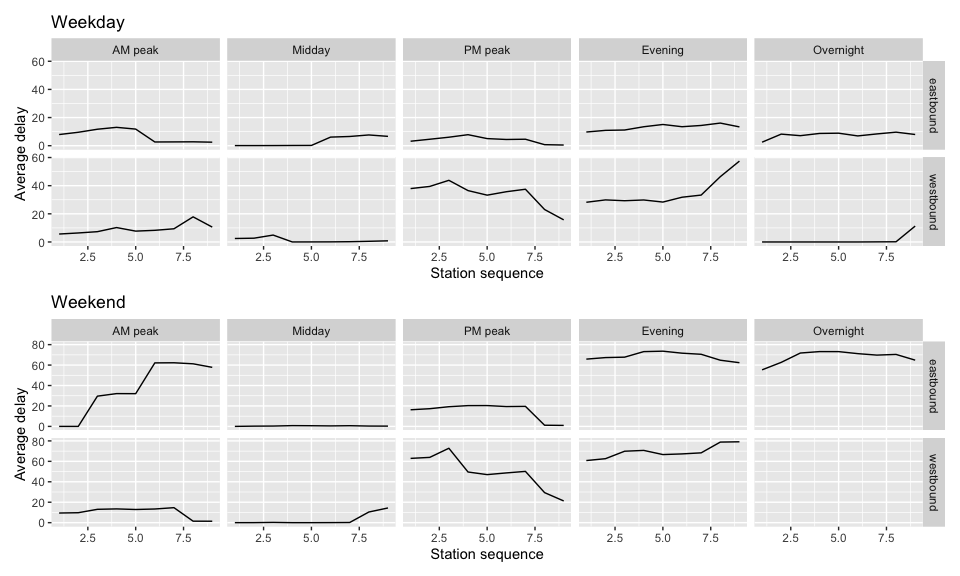 Weekday
AM peak Midday PM peak Evening Overnight
60
40
20
0
eastbound
60
40
20
0
westbound
Average delay
2.5 5.0 7.5 2.5 5.0 7.5 2.5 5.0 7.5 2.5 5.0 7.5 2.5 5.0 7.5
Station sequence
Weekend
AM peak Midday PM peak Evening Overnight
80
60
40
20
0
eastbound
80
60
40
20
0
westbound
Average delay
2.5 5.0 7.5 2.5 5.0 7.5 2.5 5.0 7.5 2.5 5.0 7.5 2.5 5.0 7.5
Station sequence